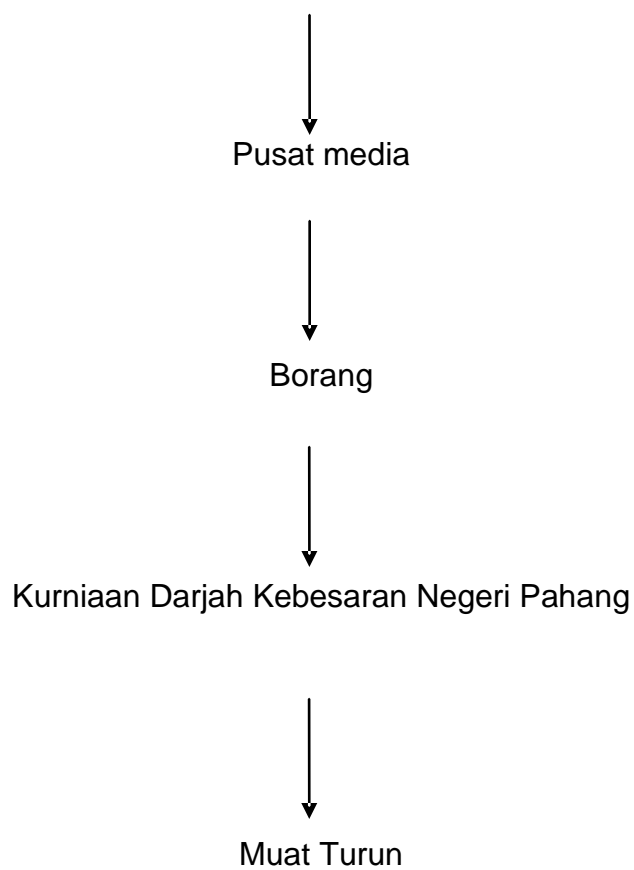 Pusat media
Borang
Kurniaan Darjah Kebesaran Negeri Pahang
Muat Turun